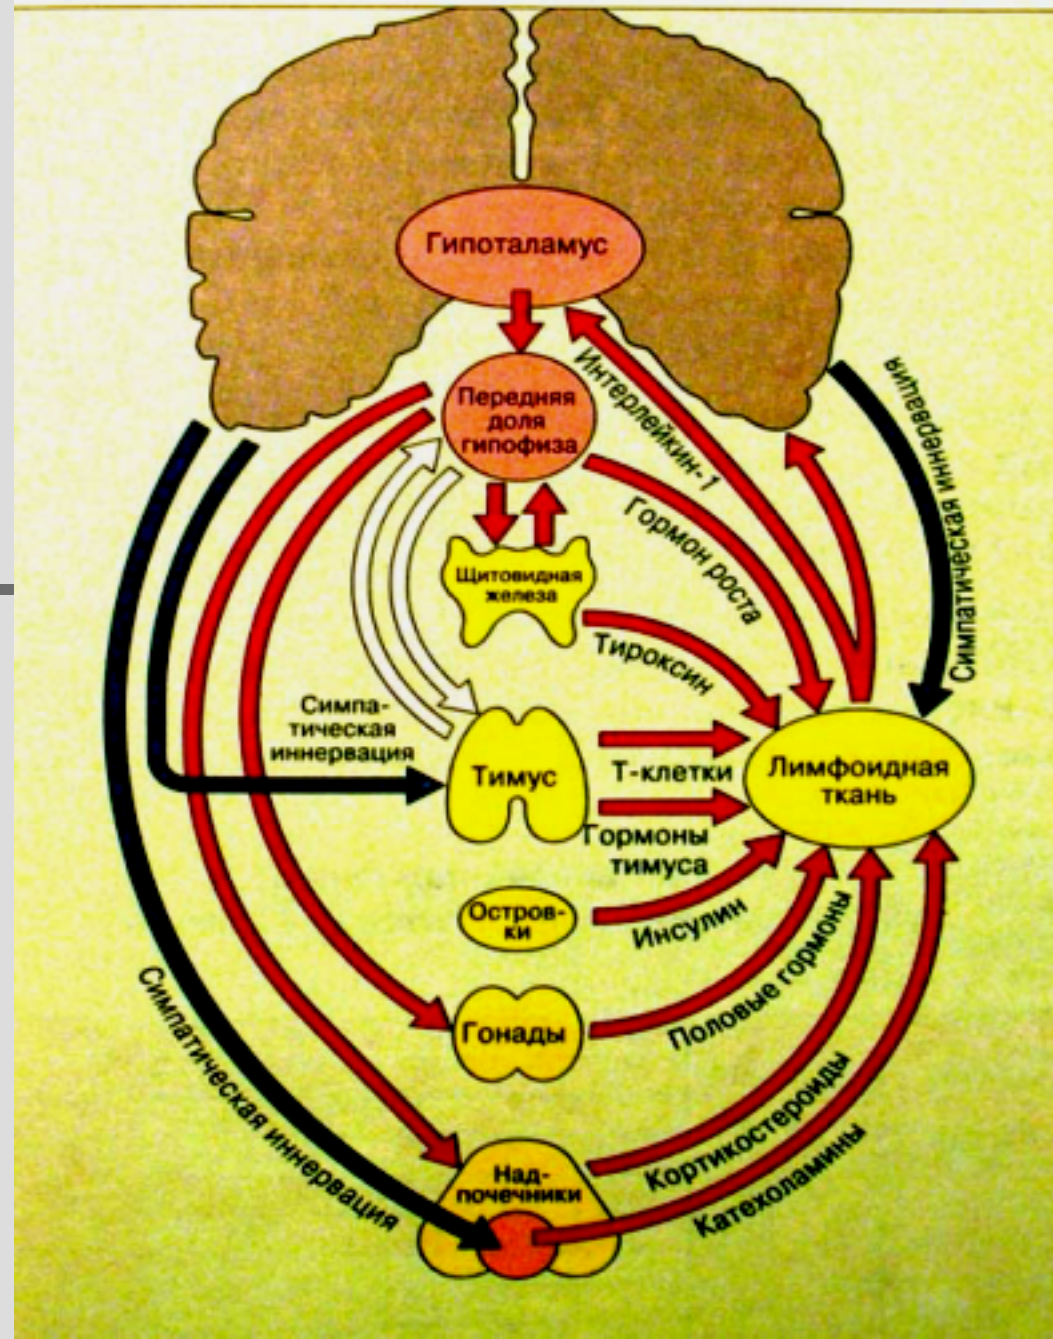 Гипоталамус
Передняя
доля
гипофиза
Интерлейкин-1
Симпатическая иннервация
Гормон роста
Щитовидная
железа
Тироксин
Симпа-
тическая
иннервация
Тимус
Т-клетки
Лимфоидная
ткань
Гормоны
тимуса
Остров-
ки
Инсулин
Гонады
Половые гормоны
Симпатическая иннервация
Над-
почечники
Кортикостероиды
Катехоламины